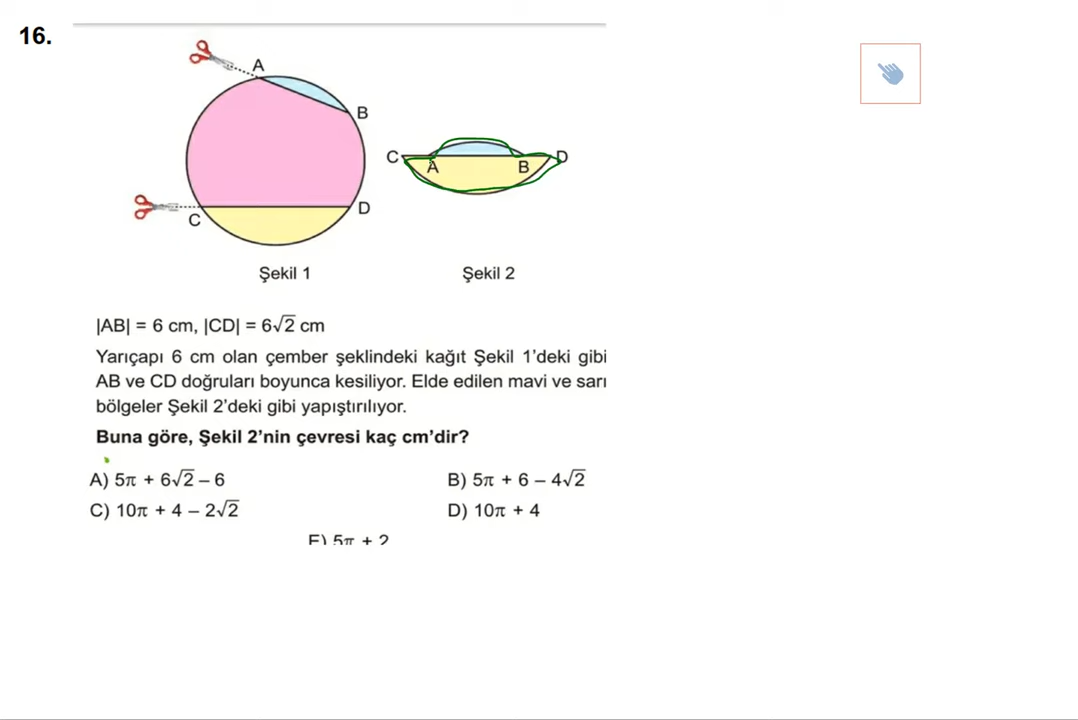 16.
A
B
C
D
C
A
B
D
Şekil 1
Şekil 2
|AB| = 6 cm, |CD| = 6√2 cm
Yarıçapı 6 cm olan çember şeklindeki kağıt Şekil 1'deki gibi
AB ve CD doğruları boyunca kesiliyor. Elde edilen mavi ve sarı
bölgeler Şekil 2'deki gibi yapıştırılıyor.
Buna göre, Şekil 2'nin çevresi kaç cm'dir?
A) 5π + 6√2 – 6
B) 5π + 6 – 4√2
C) 10π + 4 – 2√2
D) 10π + 4
E) 5π + 2